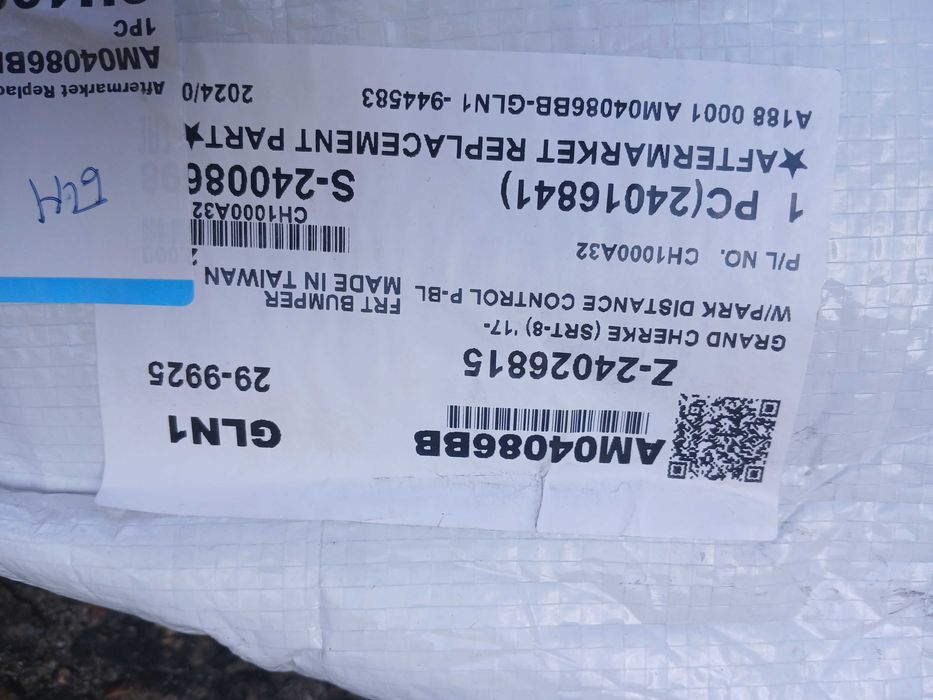 AM04086BB
GLN1
Z-24026815
29-9925
GRAND CHERKE (SRT-8) '17-
W/PARK DISTANCE CONTROL P-BL
FRT BUMPER
MADE IN TAIWAN
P/L NO. CH1000A32
CH1000A32
1 PC(24016841)
S-240086
★AFTERMARKET REPLACEMENT PART★
A188 0001 AM04086BB-GLN1 -944583
2024/0
Aftermarket
AM04086B
1PC